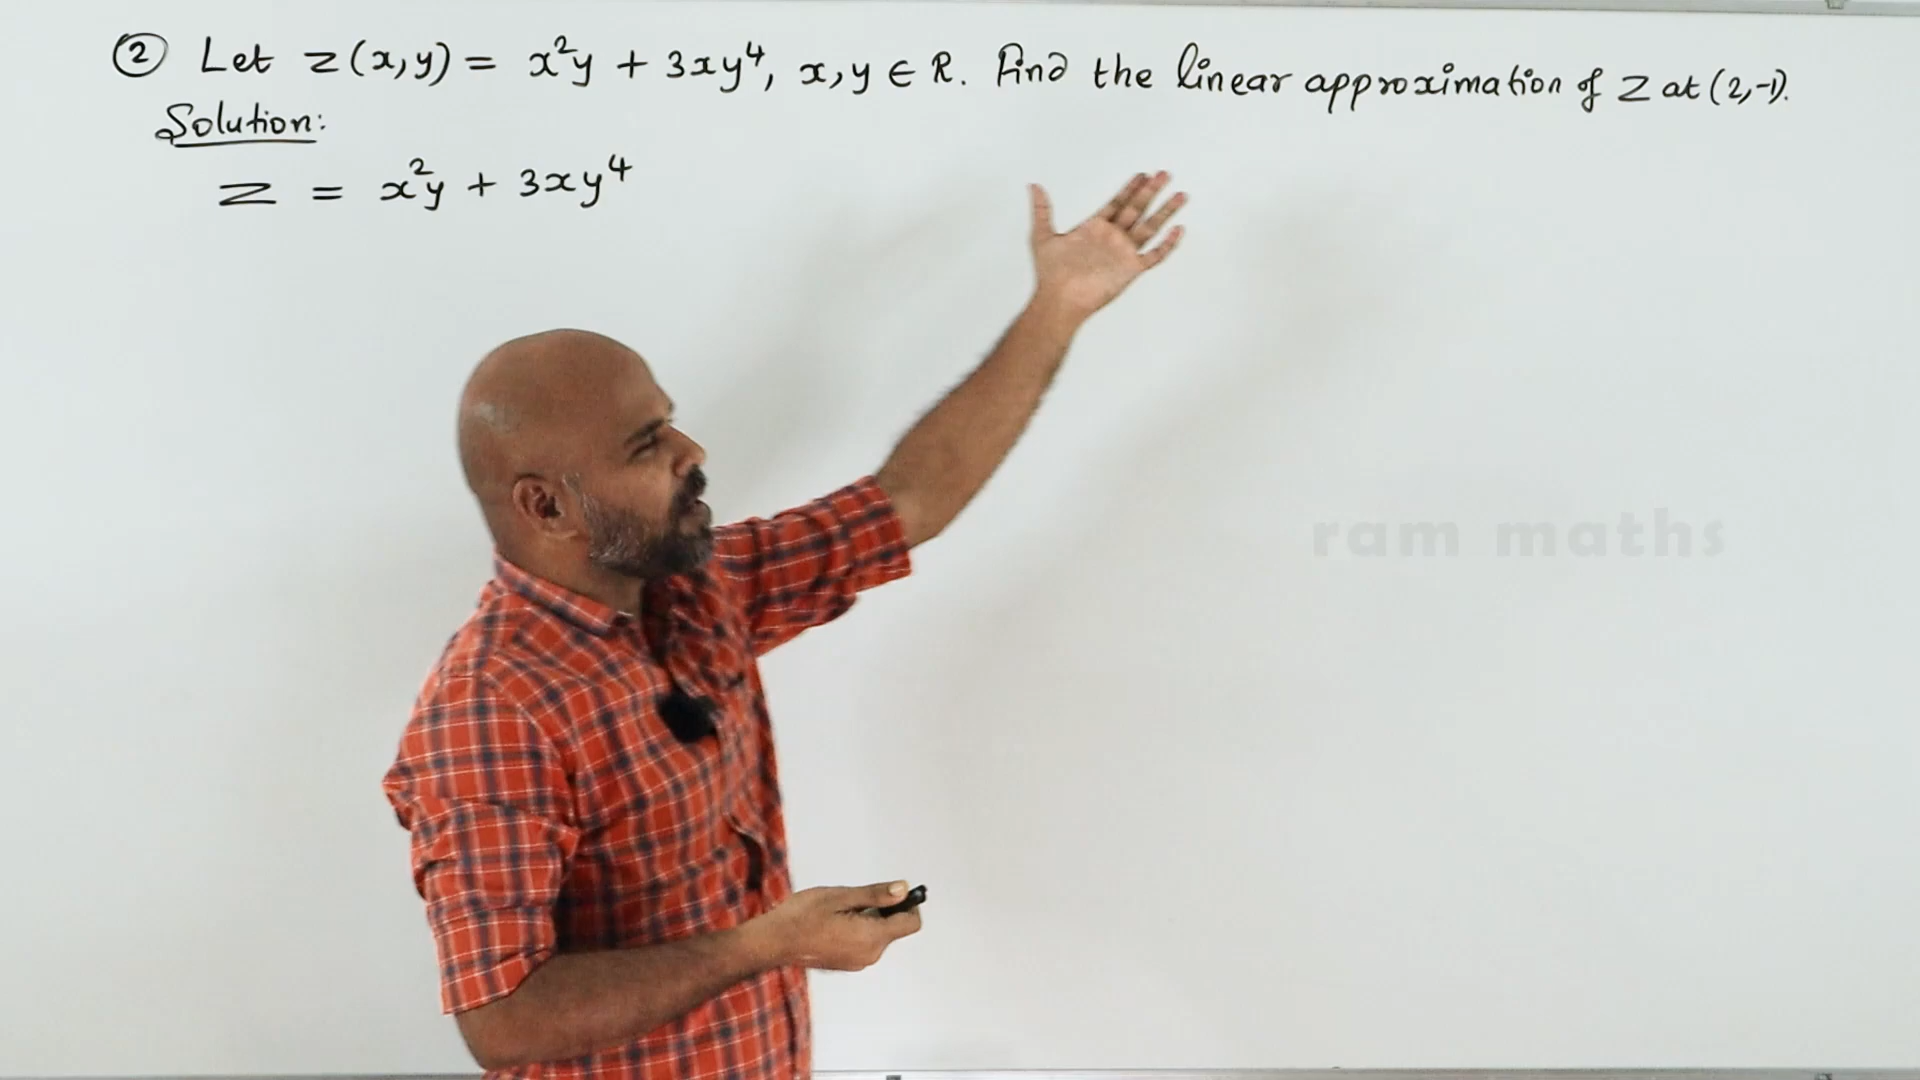 ② Let z(x,y) = x²y + 3xy⁴, x,y ∈ R. Find the linear approximation of z at (2,-1).
Solution:
z = x²y + 3xy⁴
ram maths